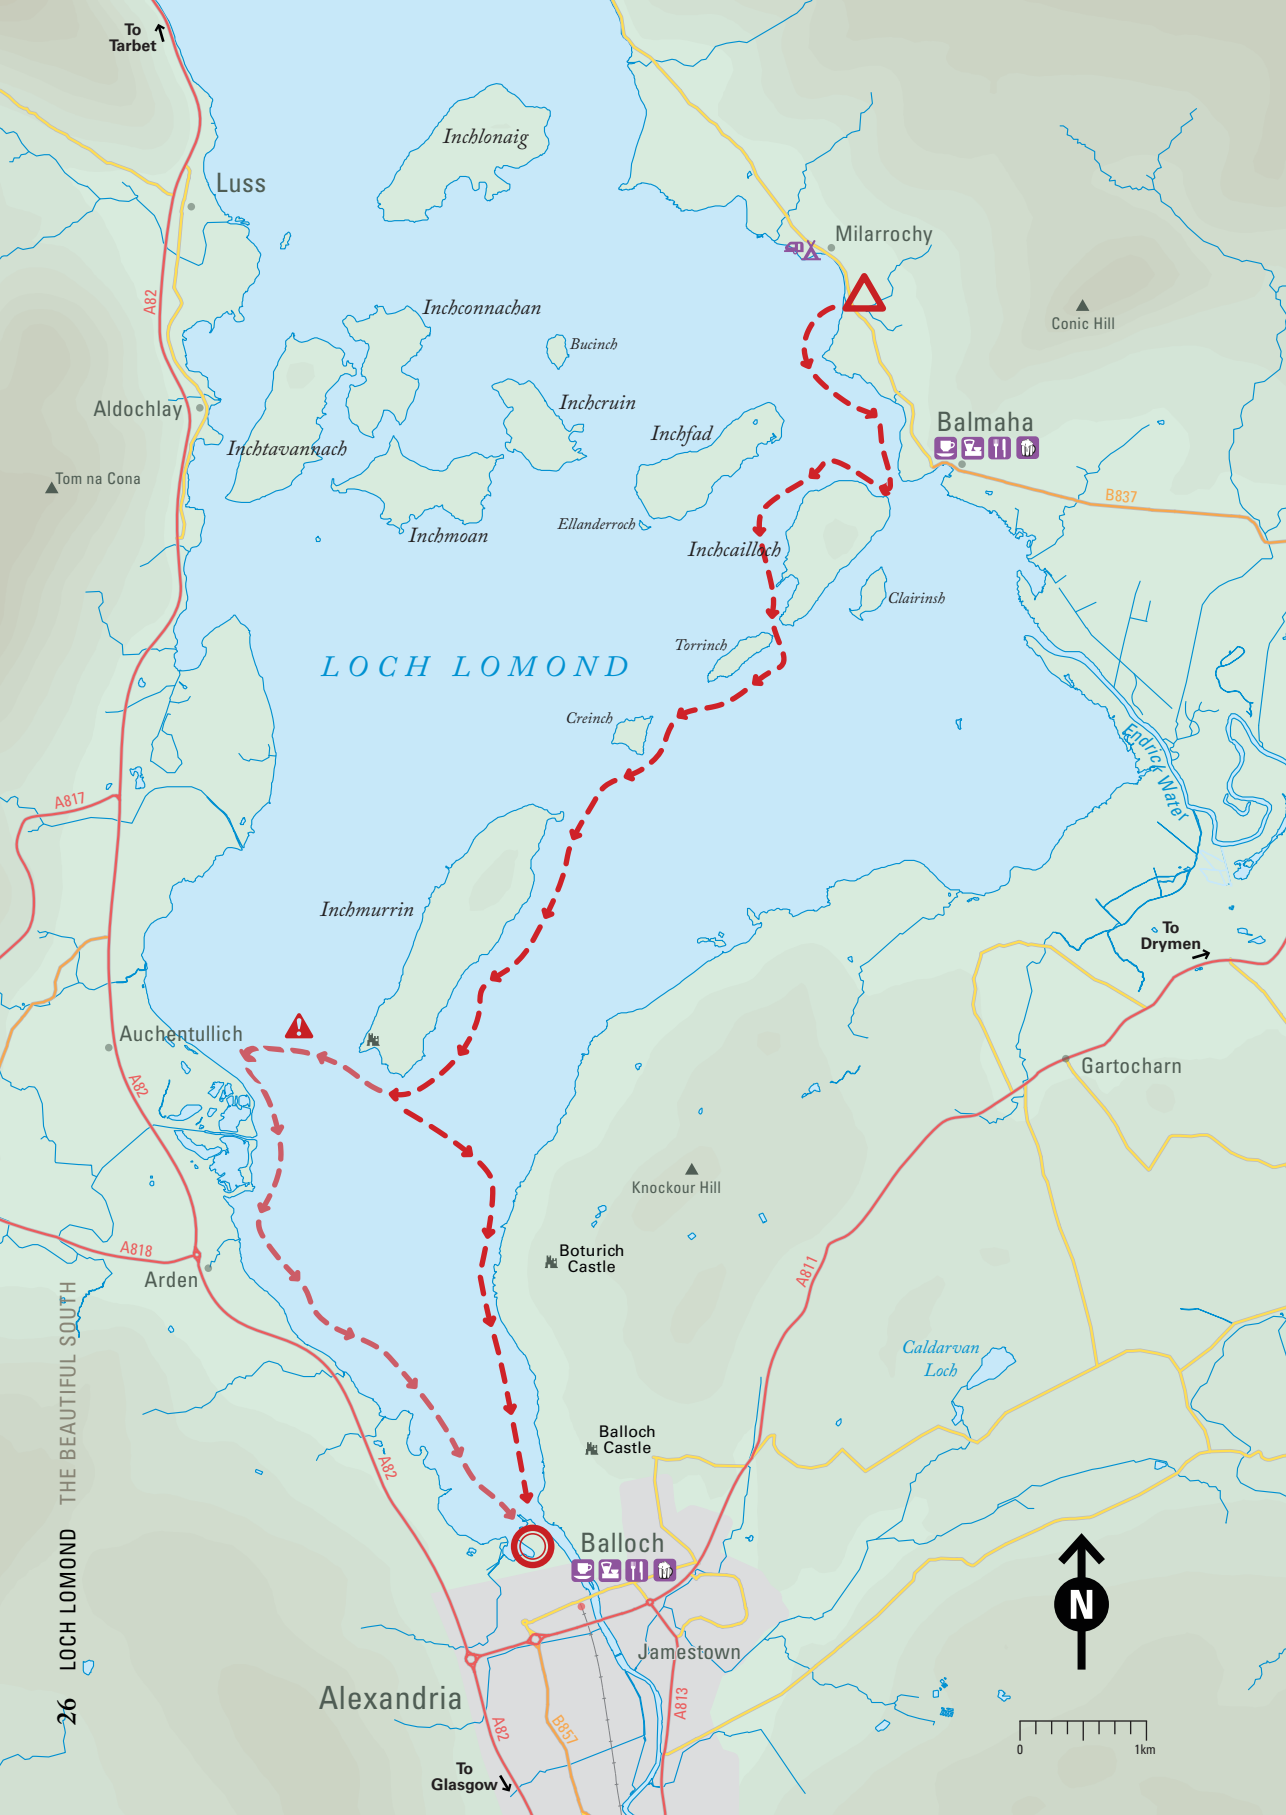 To
Tarbet
Inchlonaig
Luss
Milarrochy
A82
Inchconnachan
Conic Hill
Bucinch
Aldochlay
Inchcruin
Balmaha
Inchfad
Inchtavannach
Tom na Cona
B837
Ellanderroch
Inchmoan
Inchcailloch
Clairinsh
Torrinch
LOCH LOMOND
Creinch
Endrick Water
A817
Inchmurrin
To
Drymen
Auchentullich
Gartocharn
A82
Knockour Hill
A818
Boturich
Castle
Arden
A811
Caldarvan
Loch
Balloch
Castle
A82
Balloch
N
Jamestown
Alexandria
A813
A82
B857
0 1km
To
Glasgow
26 LOCH LOMOND THE BEAUTIFUL SOUTH